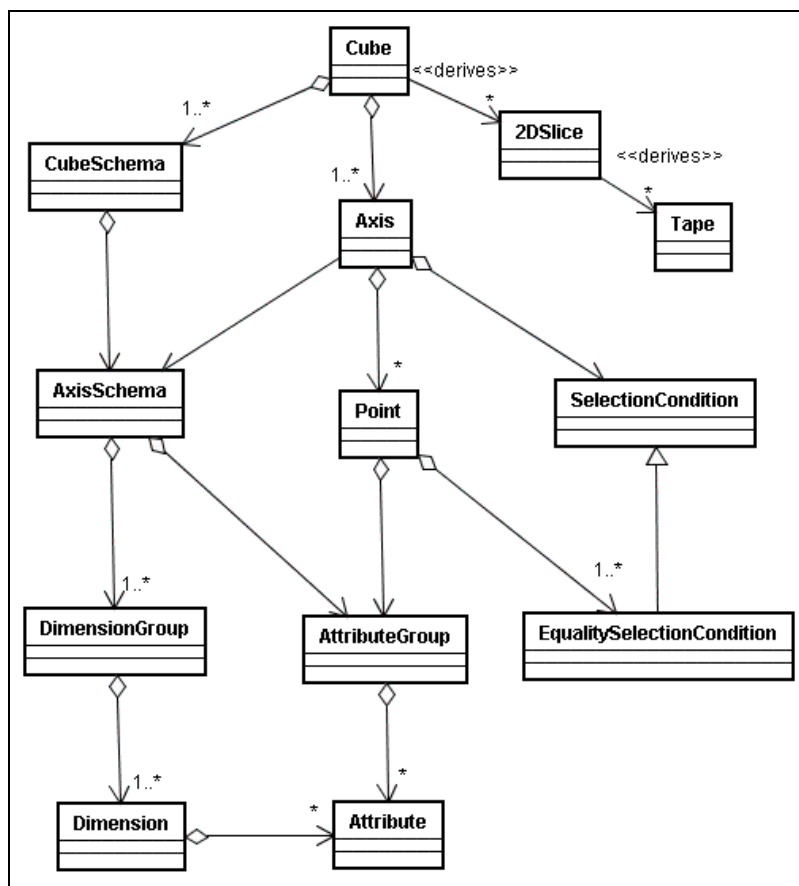 Cube
<<derives>>
1..*
*
2DSlice
CubeSchema
<<derives>>
1..*
*
Axis
Tape
*
AxisSchema
Point
SelectionCondition
1..*
1..*
DimensionGroup
AttributeGroup
EqualitySelectionCondition
1..*
*
*
Dimension
Attribute